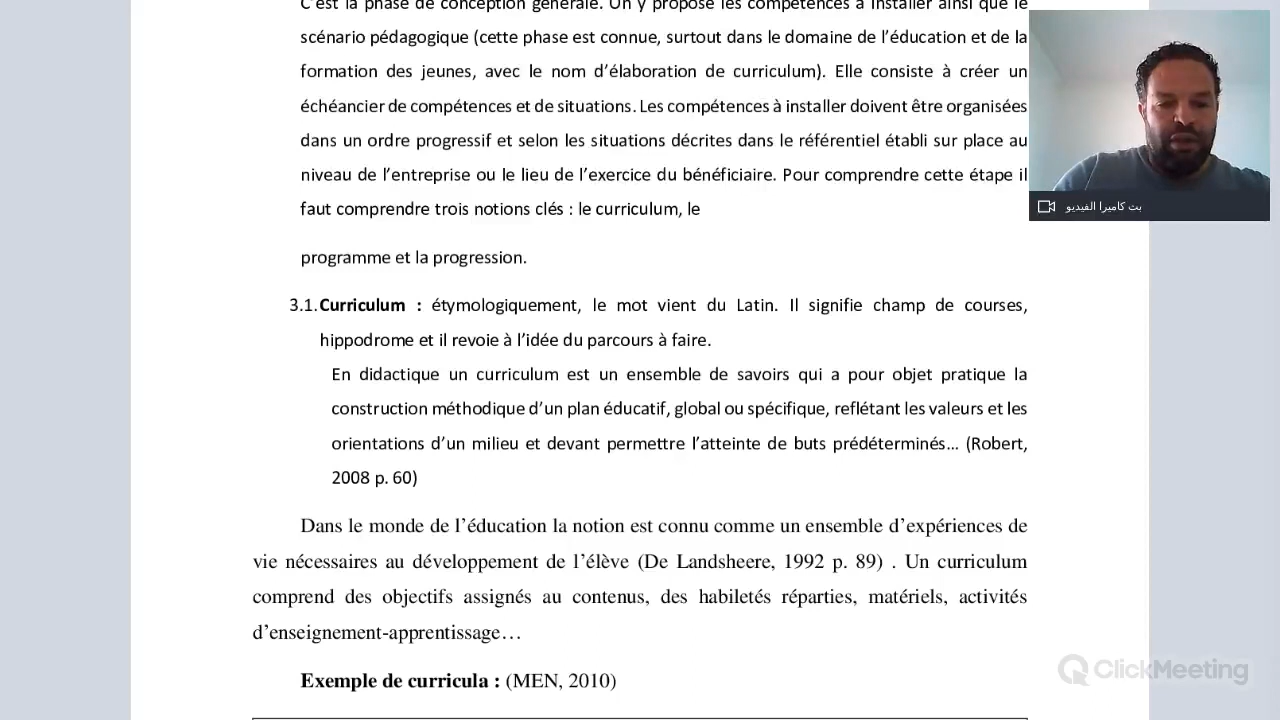 C'est la phase de conception générale. On y propose les compétences à installer ainsi que le
scénario pédagogique (cette phase est connue, surtout dans le domaine de l'éducation et de la
formation des jeunes, avec le nom d'élaboration de curriculum). Elle consiste à créer un
échéancier de compétences et de situations. Les compétences à installer doivent être organisées
dans un ordre progressif et selon les situations décrites dans le référentiel établi sur place au
niveau de l'entreprise ou le lieu de l'exercice du bénéficiaire. Pour comprendre cette étape il
faut comprendre trois notions clés : le curriculum, le
programme et la progression.
3.1. Curriculum : étymologiquement, le mot vient du Latin. Il signifie champ de courses,
hippodrome et il revoie à l'idée du parcours à faire.
En didactique un curriculum est un ensemble de savoirs qui a pour objet pratique la
construction méthodique d'un plan éducatif, global ou spécifique, reflétant les valeurs et les
orientations d'un milieu et devant permettre l'atteinte de buts prédéterminés… (Robert,
2008 p. 60)
Dans le monde de l'éducation la notion est connu comme un ensemble d'expériences de
vie nécessaires au développement de l'élève (De Landsheere, 1992 p. 89) . Un curriculum
comprend des objectifs assignés au contenus, des habiletés réparties, matériels, activités
d'enseignement-apprentissage…
Exemple de curricula : (MEN, 2010)
بث كاميرا الفيديو
ClickMeeting